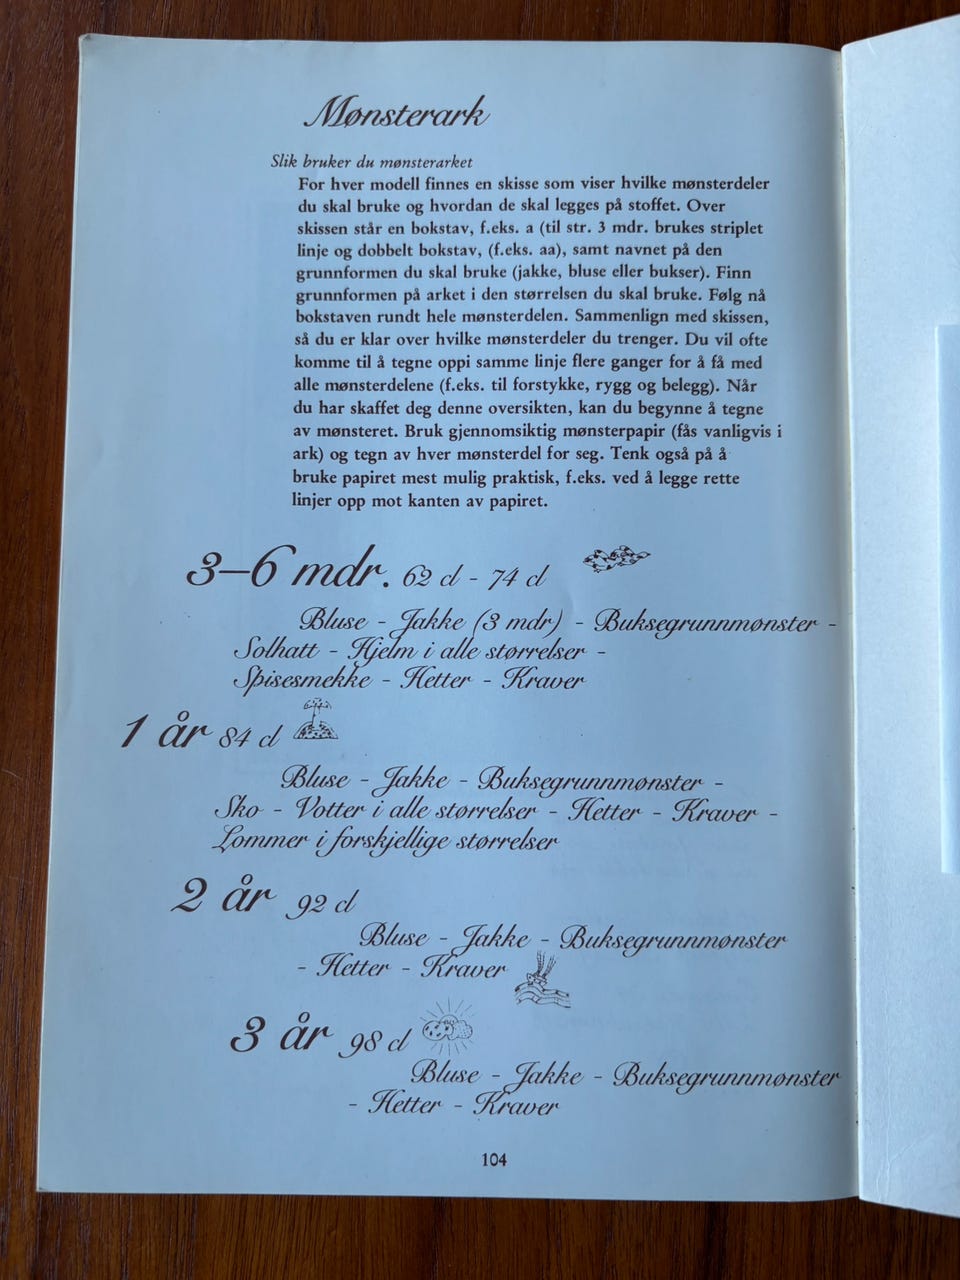 Mønsterark
Slik bruker du mønsterarket
For hver modell finnes en skisse som viser hvilke mønsterdeler
du skal bruke og hvordan de skal legges på stoffet. Over
skissen står en bokstav, f.eks. a (til str. 3 mdr. brukes striplet
linje og dobbelt bokstav, (f.eks. aa), samt navnet på den
grunnformen du skal bruke (jakke, bluse eller bukser). Finn
grunnformen på arket i den størrelsen du skal bruke. Følg nå
bokstaven rundt hele mønsterdelen. Sammenlign med skissen,
så du er klar over hvilke mønsterdeler du trenger. Du vil ofte
komme til å tegne oppi samme linje flere ganger for å få med
alle mønsterdelene (f.eks. til forstykke, rygg og belegg). Når
du har skaffet deg denne oversikten, kan du begynne å tegne
av mønsteret. Bruk gjennomsiktig mønsterpapir (fås vanligvis i
ark) og tegn av hver mønsterdel for seg. Tenk også på å
bruke papiret mest mulig praktisk, f.eks. ved å legge rette
linjer opp mot kanten av papiret.
3–6 mdr. 62 cl - 74 cl
Bluse - Jakke (3 mdr) - Buksegrunnmønster -
Solhatt - Hjelm i alle størrelser -
Spisesmekke - Hetter - Kraver
1 år 84 cl
Bluse - Jakke - Buksegrunnmønster -
Sko - Votter i alle størrelser - Hetter - Kraver -
Lommer i forskjellige størrelser
2 år 92 cl
Bluse - Jakke - Buksegrunnmønster
- Hetter - Kraver
3 år 98 cl
Bluse - Jakke - Buksegrunnmønster
- Hetter - Kraver
104